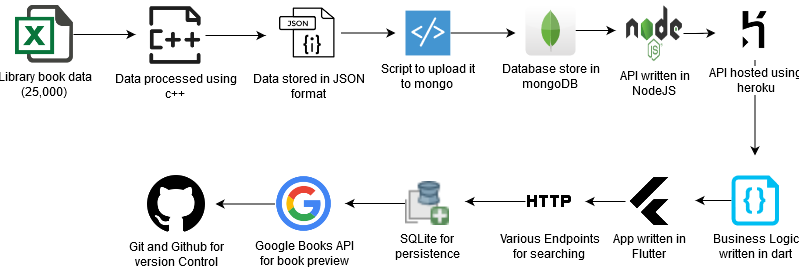 X
C++
JSON
{i}
</>
node
JS
Library book data
(25,000)
Data processed using
c++
Data stored in JSON
format
Script to upload it
to mongo
Database store in
mongoDB
API written in
NodeJS
API hosted using
heroku
{}
HTTP
G
Git and Github for
version Control
Google Books API
for book preview
SQLite for
persistence
Various Endpoints
for searching
App written in
Flutter
Business Logic
written in dart